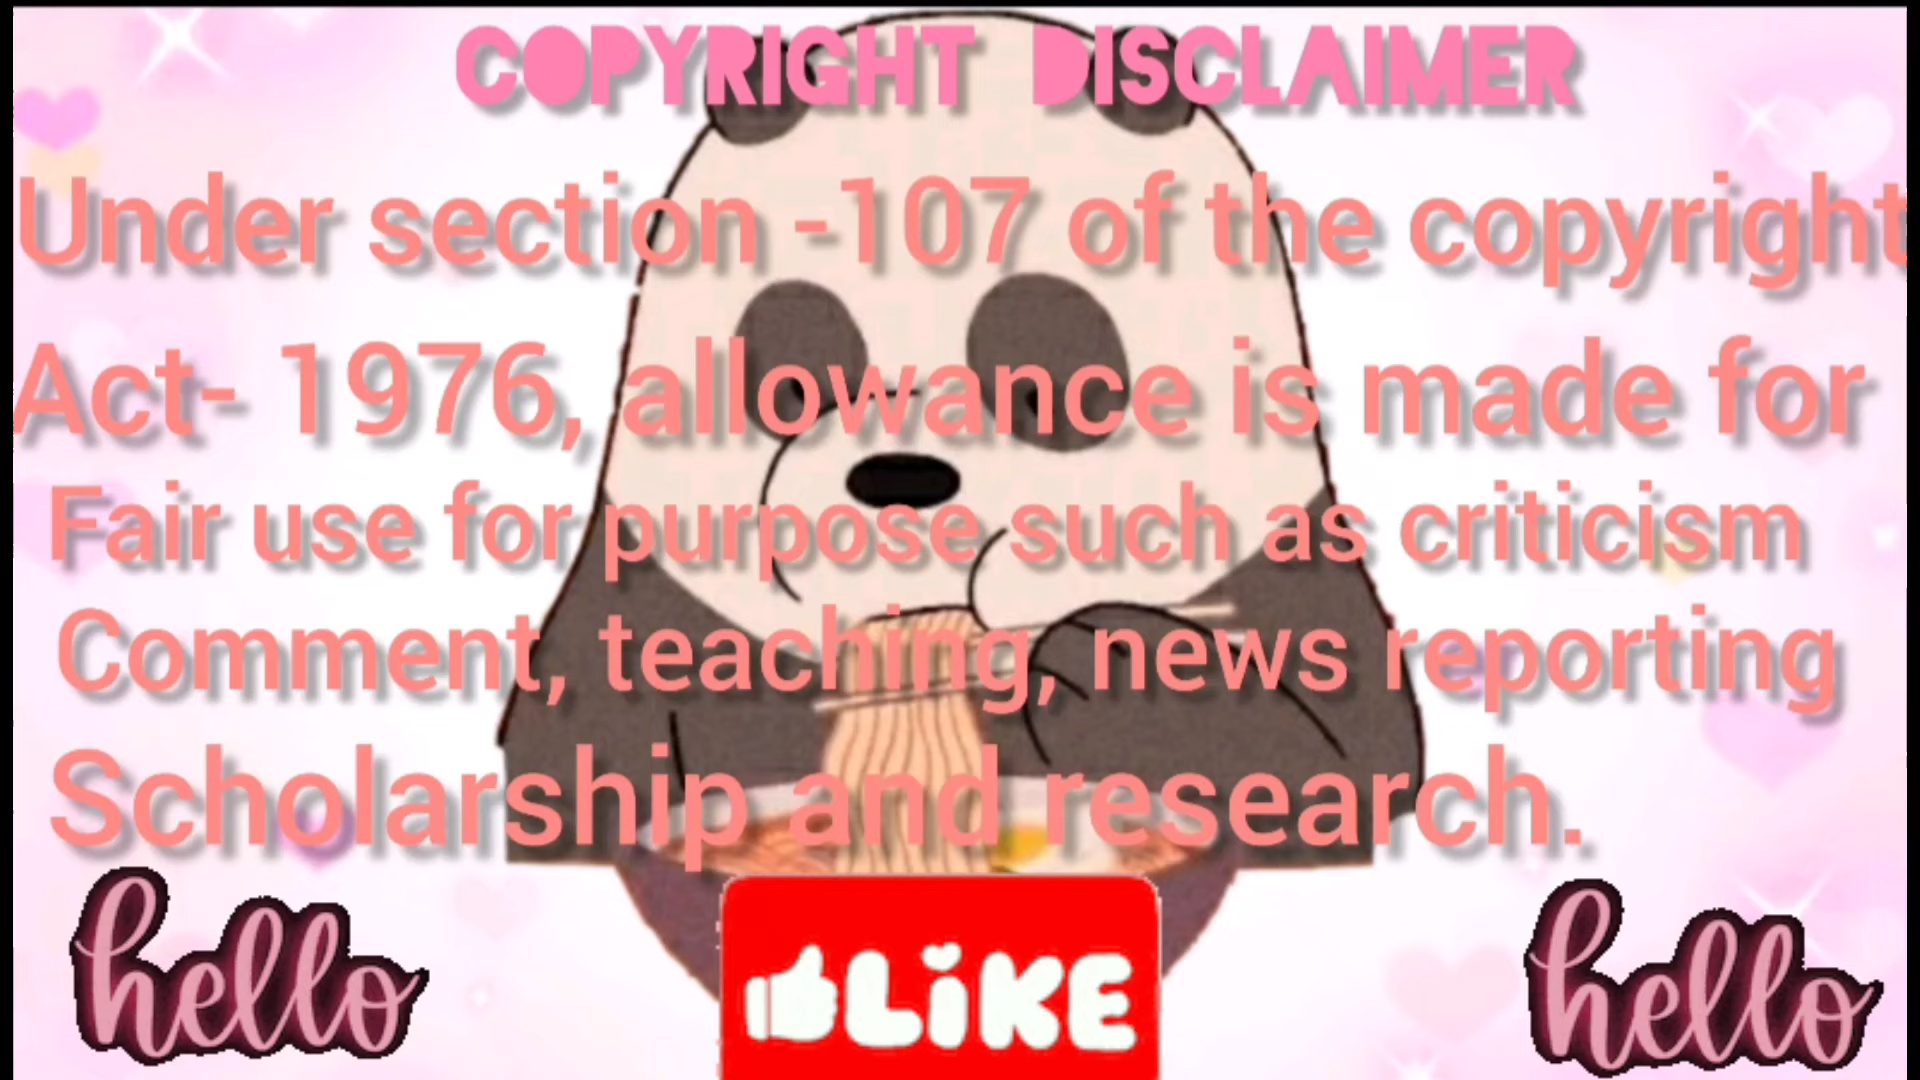 COPYRIGHT DISCLAIMER
Under section -107 of the copyright
Act- 1976, allowance is made for
Fair use for purpose such as criticism
Comment, teaching, news reporting
Scholarship and research.
hello
LiKE
hello